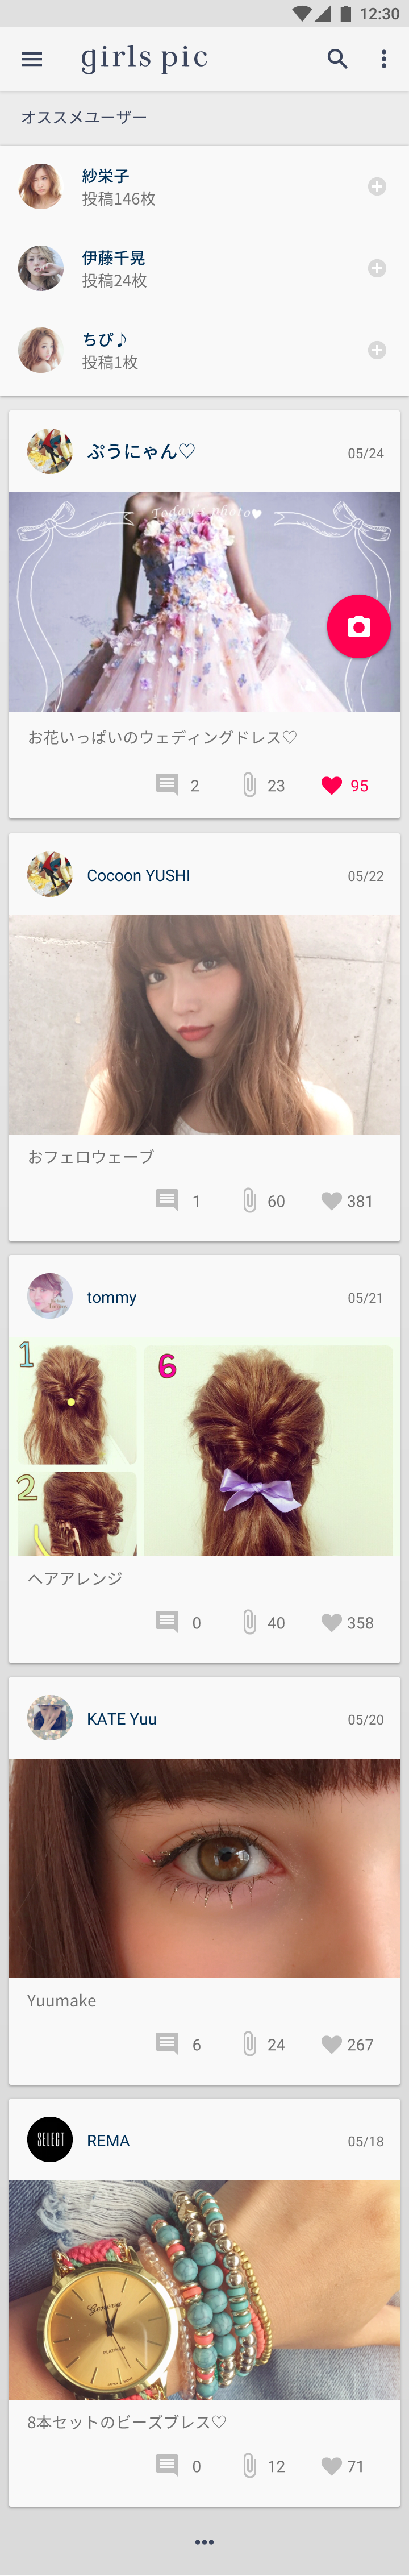 12:30
girls pic
オススメユーザー
紗栄子
投稿146枚
伊藤千晃
投稿24枚
ちぴ♪
投稿1枚
ぷうにゃん♡
05/24
Today's photo♥
お花いっぱいのウェディングドレス♡
2 23 95
Cocoon YUSHI
05/22
おフェロウェーブ
1 60 381
tommy
05/21
1
6
2
ヘアアレンジ
0 40 358
KATE Yuu
05/20
Yuumake
6 24 267
SELECT
REMA
05/18
Geneva
PLATINUM
8本セットのビーズブレス♡
0 12 71